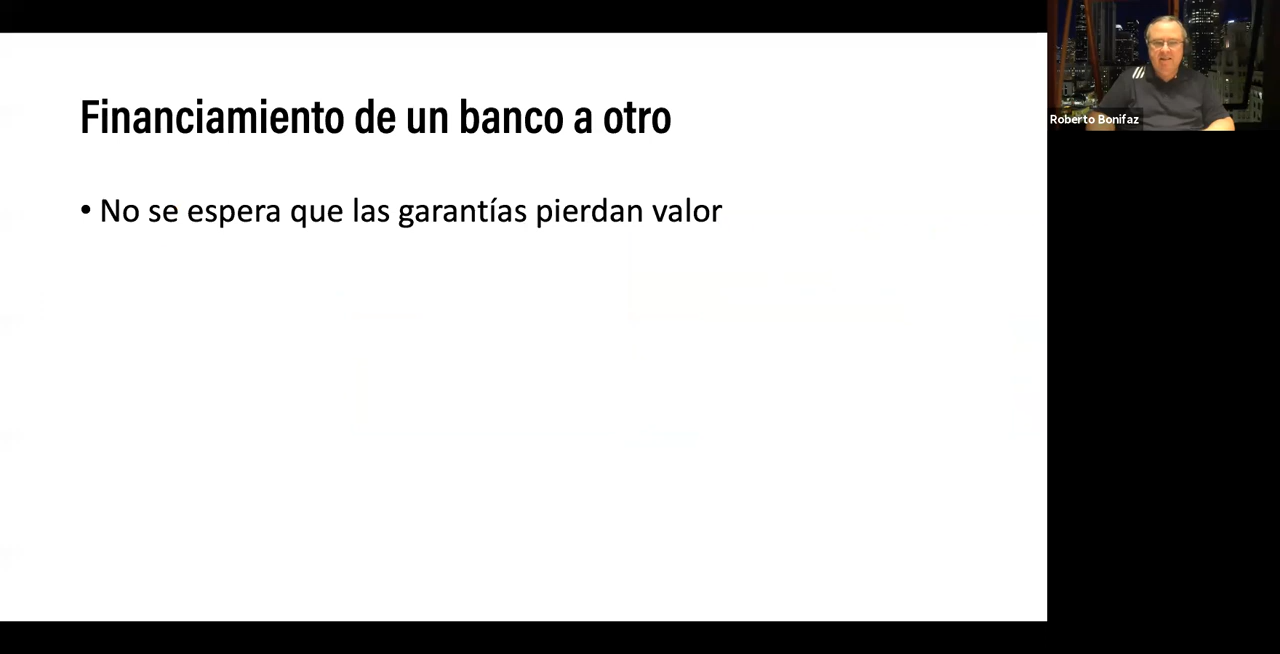 Financiamiento de un banco a otro
• No se espera que las garantías pierdan valor
Roberto Bonifaz